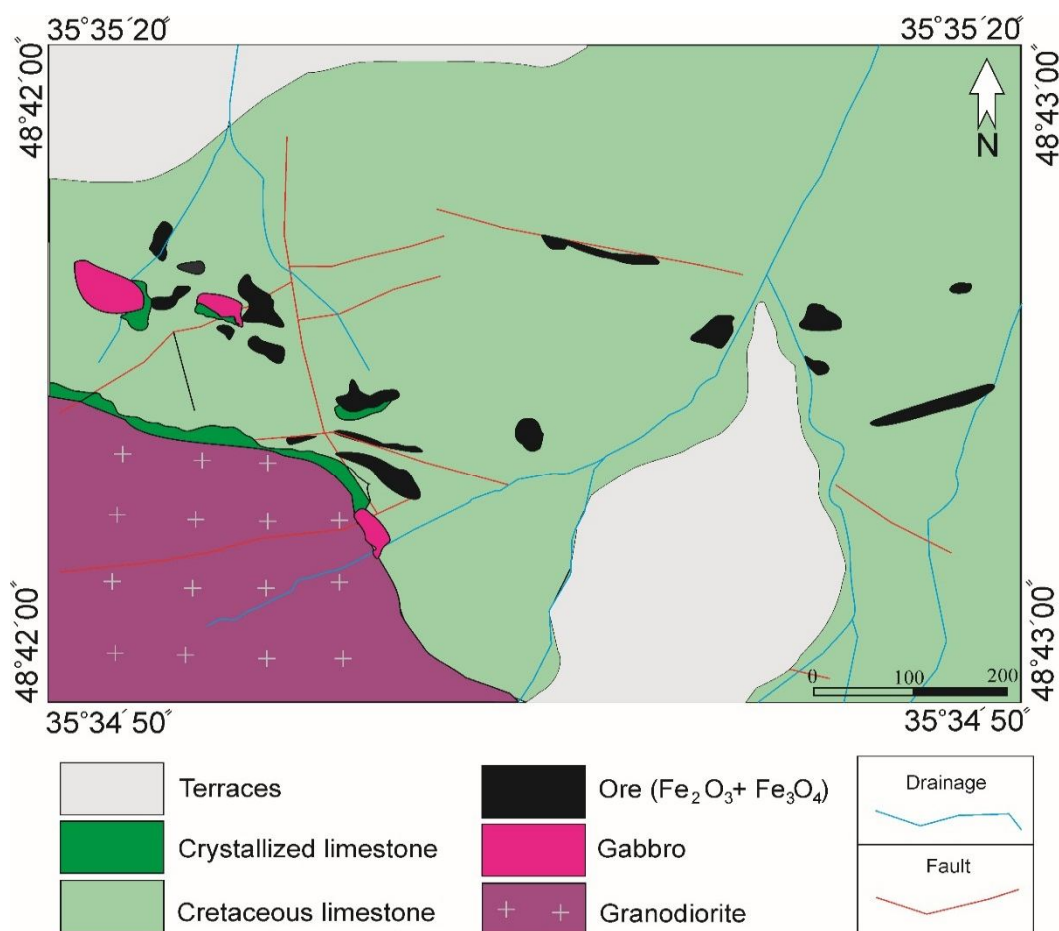 35°35´20˝ 35°35´20˝
48°42´00˝
48°43´00˝
N
48°42´00˝
48°43´00˝
0 100 200
35°34´50˝ 35°34´50˝
Terraces
Crystallized limestone
Cretaceous limestone
Ore (Fe₂O₃+ Fe₃O₄)
Gabbro
Granodiorite
Drainage
Fault